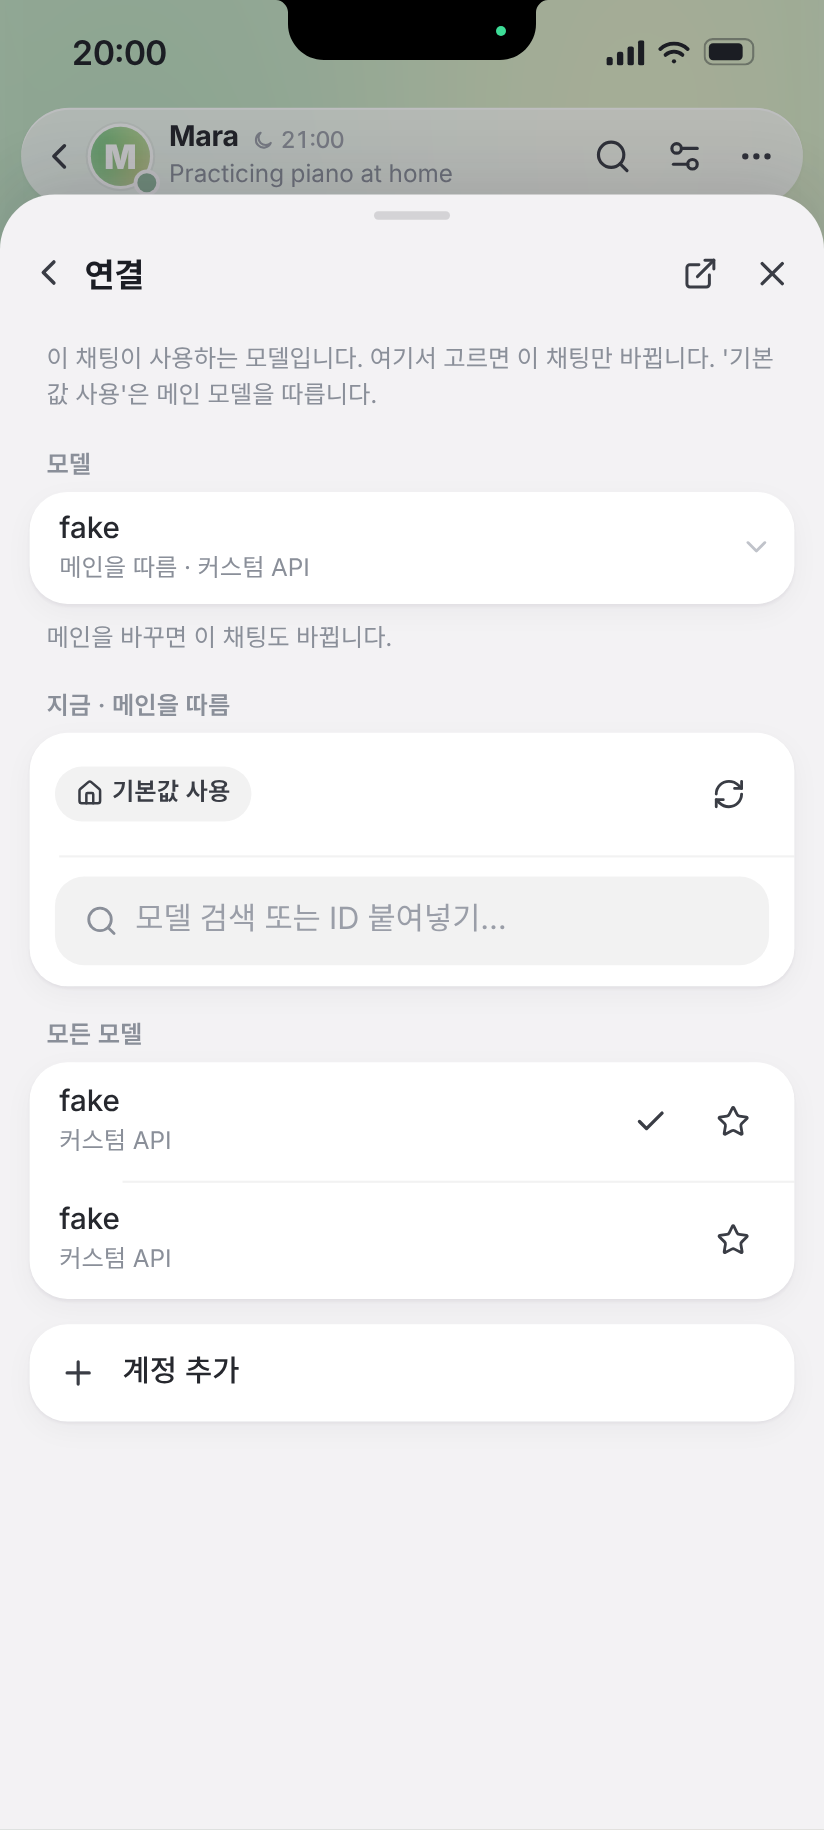 20:00
M
Mara 21:00
Practicing piano at home
연결
이 채팅이 사용하는 모델입니다. 여기서 고르면 이 채팅만 바뀝니다. '기본
값 사용'은 메인 모델을 따릅니다.
모델
fake
메인을 따름 · 커스텀 API
메인을 바꾸면 이 채팅도 바뀝니다.
지금 · 메인을 따름
기본값 사용
모델 검색 또는 ID 붙여넣기...
모든 모델
fake
커스텀 API
fake
커스텀 API
계정 추가